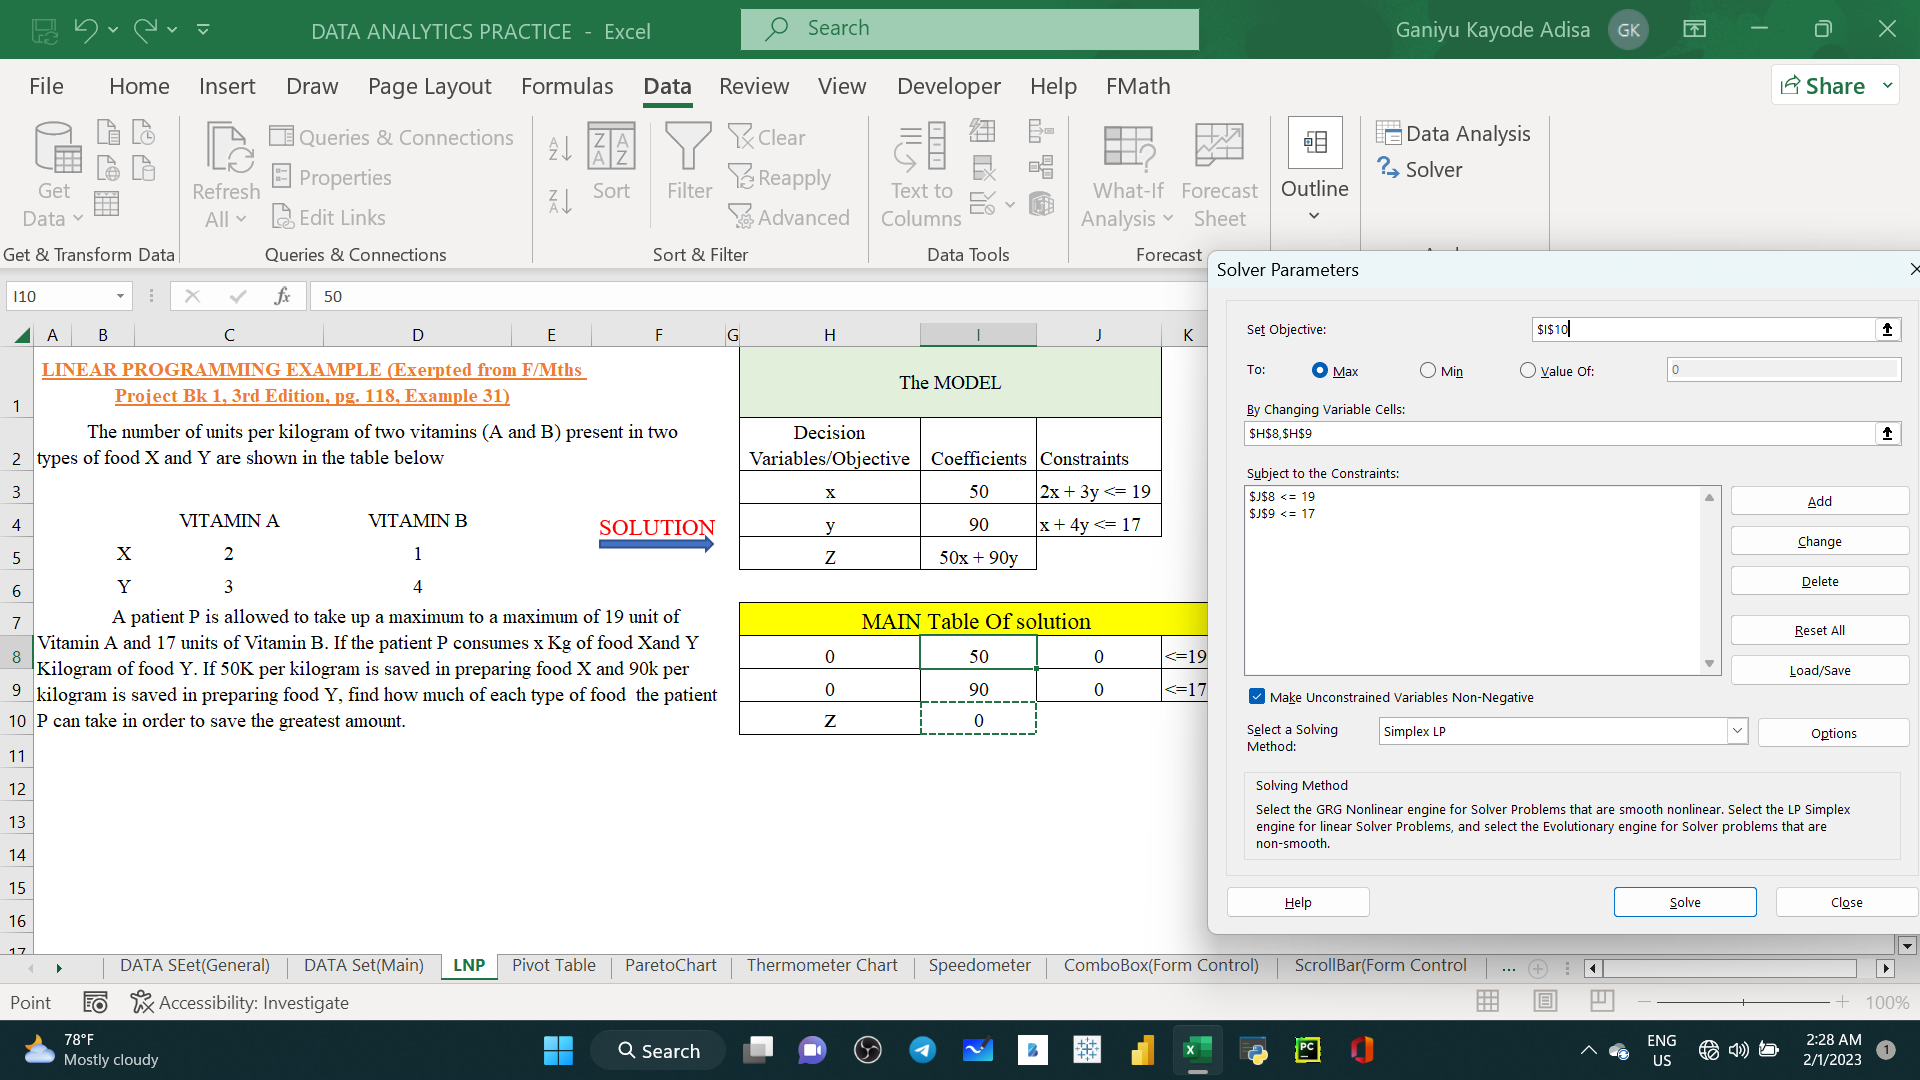 DATA ANALYTICS PRACTICE - Excel
Search
Ganiyu Kayode Adisa
GK
File Home Insert Draw Page Layout Formulas Data Review View Developer Help FMath
Share
Get Data
Refresh All
Queries & Connections
Properties
Edit Links
Sort
Filter
Clear
Reapply
Advanced
Text to Columns
What-If Analysis
Forecast Sheet
Outline
Data Analysis
Solver
Get & Transform Data
Queries & Connections
Sort & Filter
Data Tools
Forecast
I10
fx
50
A B C D E F G H I J K
1
2
3
4
5
6
7
8
9
10
11
12
13
14
15
16
17
LINEAR PROGRAMMING EXAMPLE (Exerpted from F/Mths
Project Bk 1, 3rd Edition, pg. 118, Example 31)
The number of units per kilogram of two vitamins (A and B) present in two
types of food X and Y are shown in the table below
VITAMIN A VITAMIN B
X 2 1
Y 3 4
A patient P is allowed to take up a maximum to a maximum of 19 unit of
Vitamin A and 17 units of Vitamin B. If the patient P consumes x Kg of food Xand Y
Kilogram of food Y. If 50K per kilogram is saved in preparing food X and 90k per
kilogram is saved in preparing food Y, find how much of each type of food the patient
P can take in order to save the greatest amount.
SOLUTION
The MODEL
Decision Variables/Objective Coefficients Constraints
x 50 2x + 3y <= 19
y 90 x + 4y <= 17
Z 50x + 90y
MAIN Table Of solution
0 50 0 <=19
0 90 0 <=17
Z 0
Solver Parameters
Set Objective:
$I$10
To:
Max
Min
Value Of:
0
By Changing Variable Cells:
$H$8,$H$9
Subject to the Constraints:
$J$8 <= 19
$J$9 <= 17
Add
Change
Delete
Reset All
Load/Save
Make Unconstrained Variables Non-Negative
Select a Solving Method:
Simplex LP
Options
Solving Method
Select the GRG Nonlinear engine for Solver Problems that are smooth nonlinear. Select the LP Simplex
engine for linear Solver Problems, and select the Evolutionary engine for Solver problems that are
non-smooth.
Help
Solve
Close
DATA SEet(General) DATA Set(Main) LNP Pivot Table ParetoChart Thermometer Chart Speedometer ComboBox(Form Control) ScrollBar(Form Control ...
Point
Accessibility: Investigate
100%
78°F
Mostly cloudy
Search
PC
ENG
US
2:28 AM
2/1/2023
1